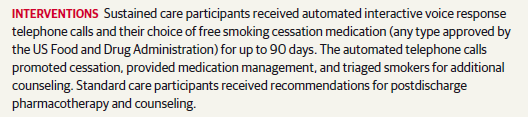 INTERVENTIONS Sustained care participants received automated interactive voice response
telephone calls and their choice of free smoking cessation medication (any type approved by
the US Food and Drug Administration) for up to 90 days. The automated telephone calls
promoted cessation, provided medication management, and triaged smokers for additional
counseling. Standard care participants received recommendations for postdischarge
pharmacotherapy and counseling.